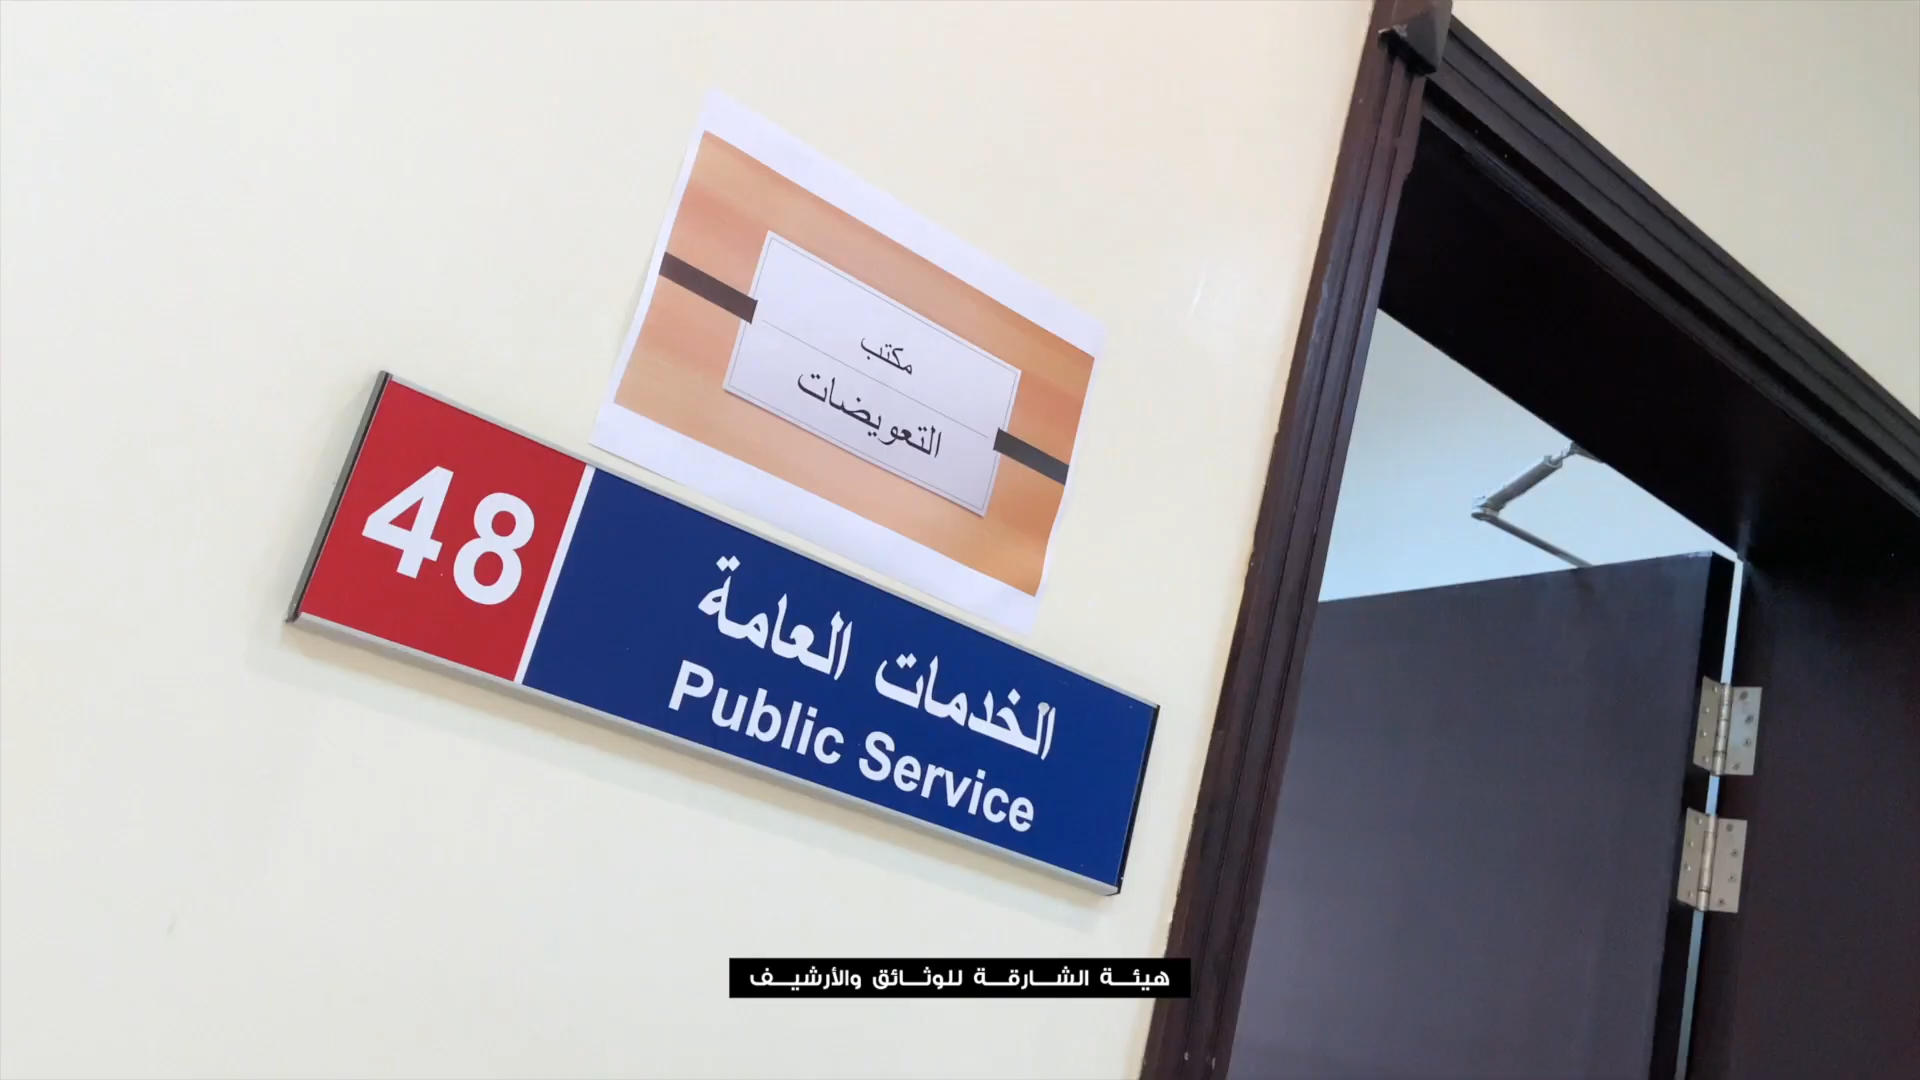 مكتب
التعويضات
48
الخدمات العامة
Public Service
هيئة الشارقة للوثائق والأرشيف